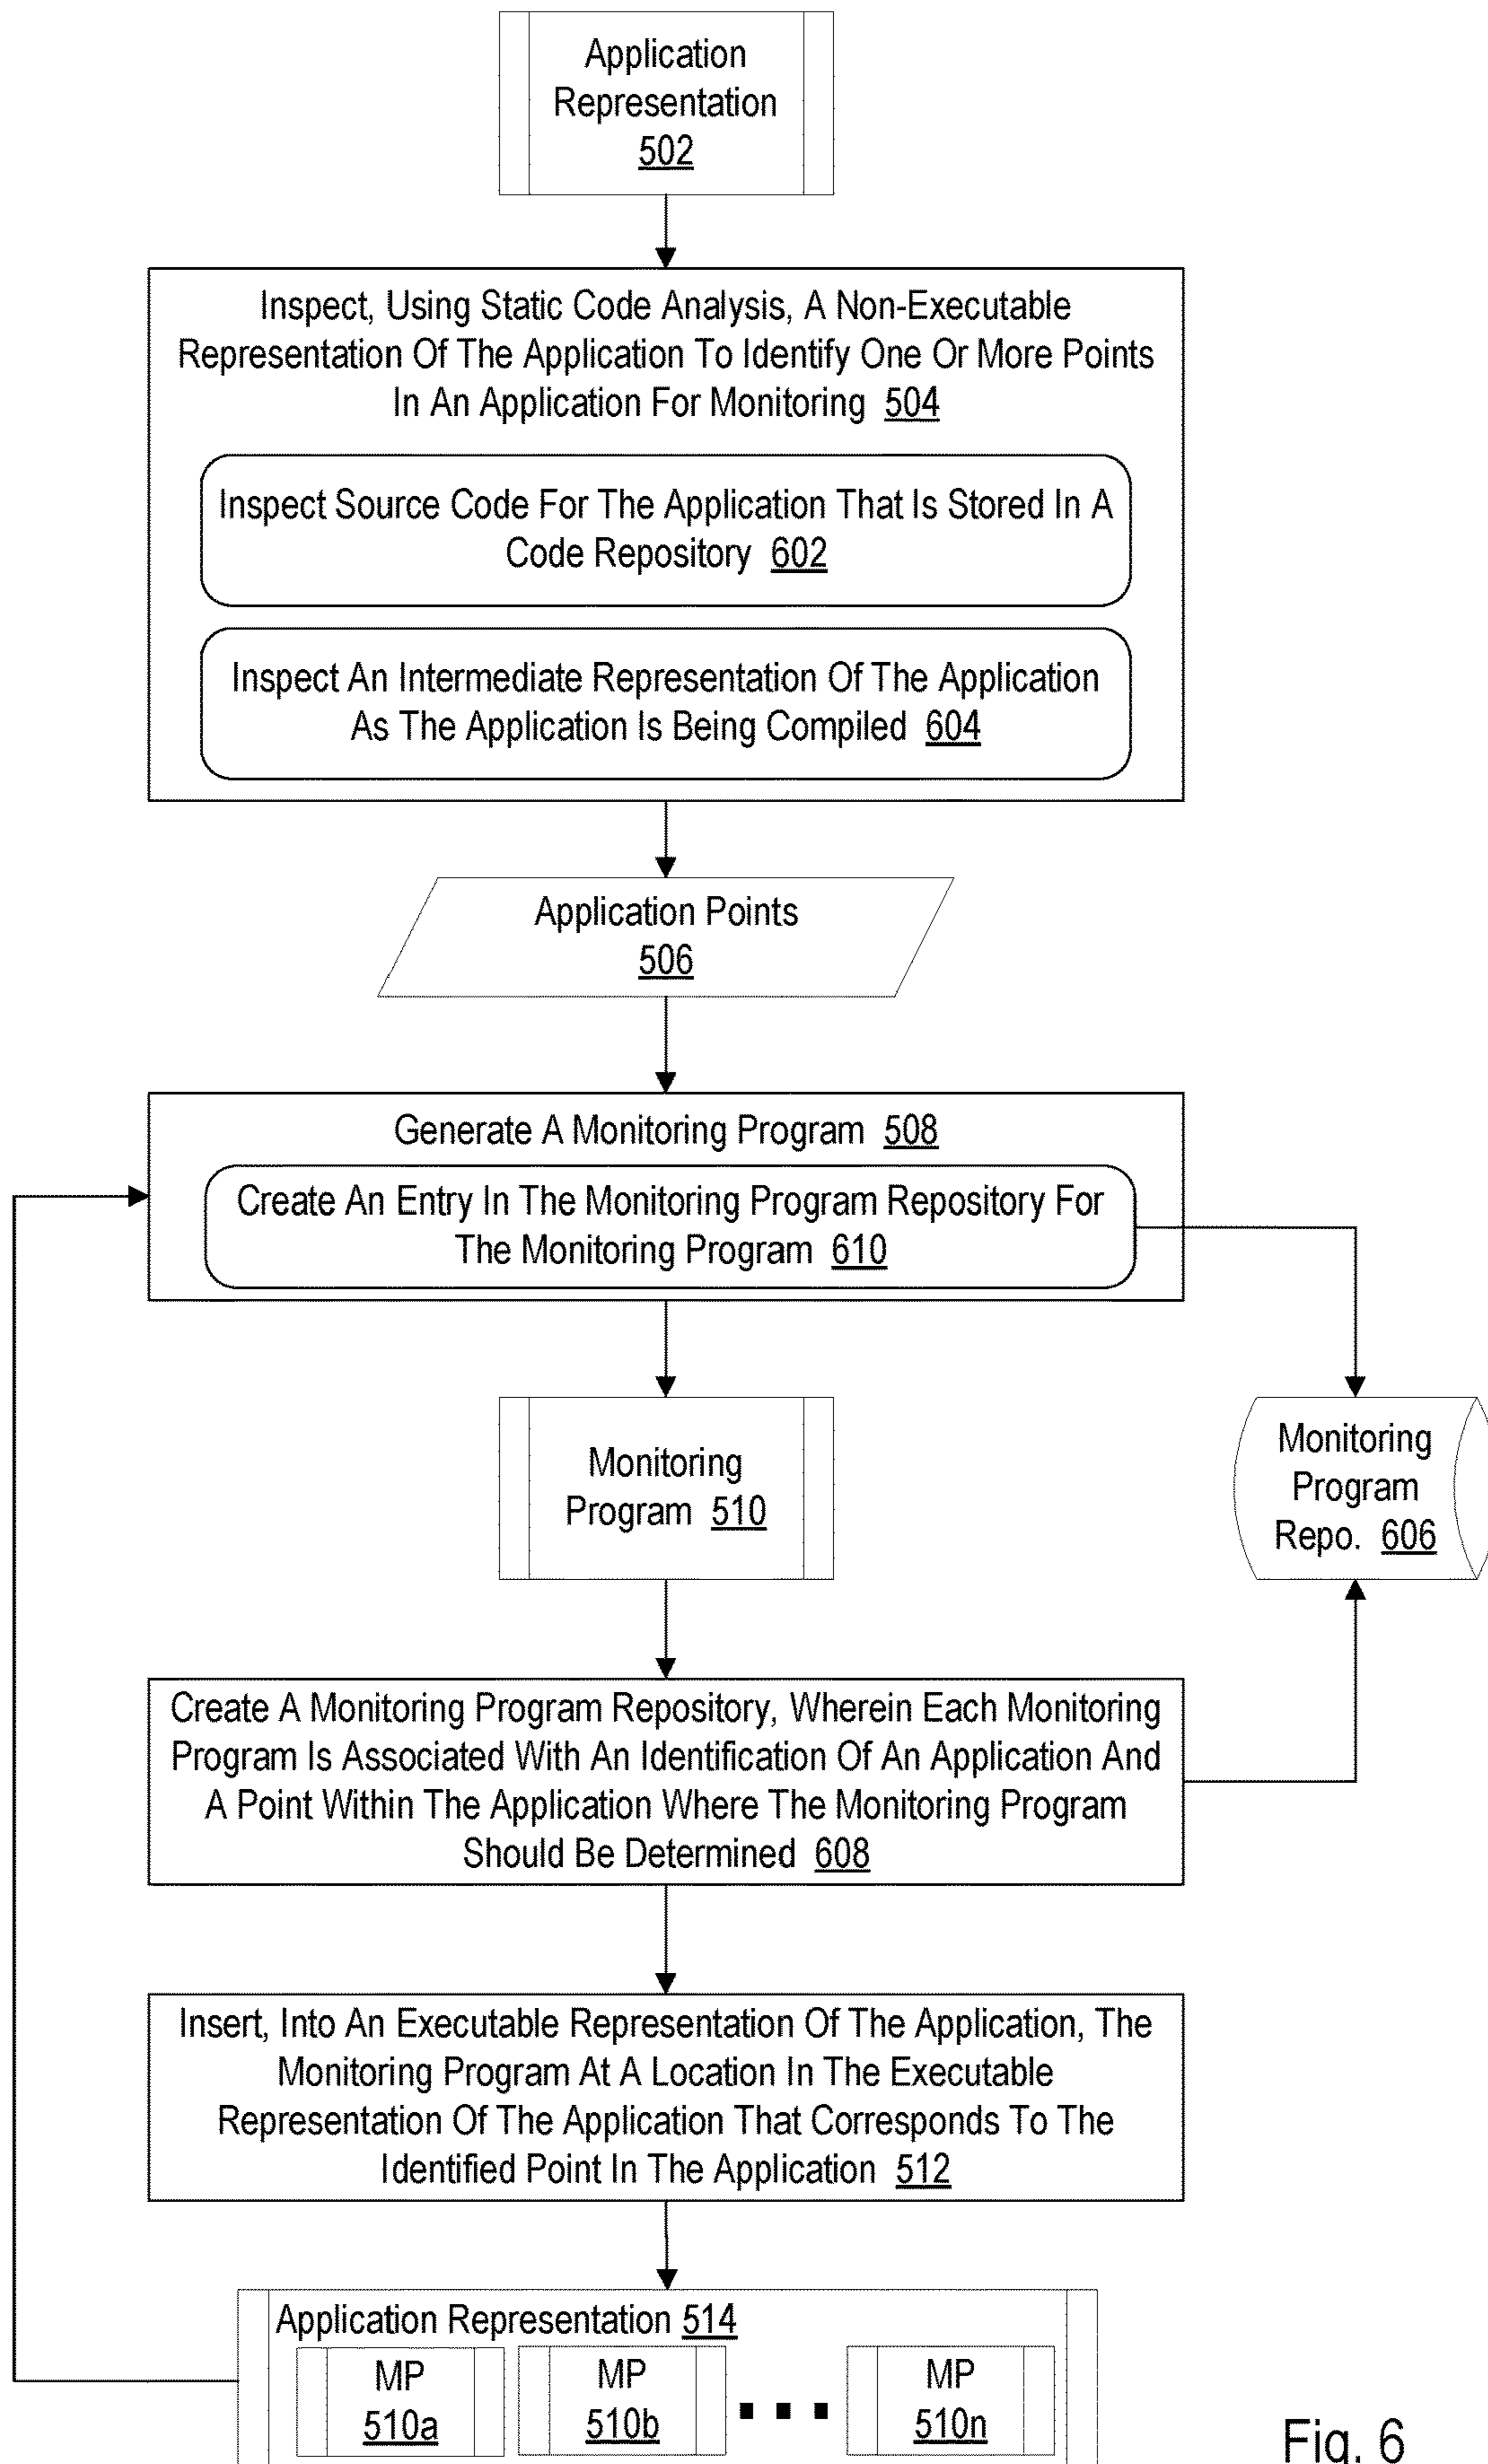 Application
Representation
502
Inspect, Using Static Code Analysis, A Non-Executable
Representation Of The Application To Identify One Or More Points
In An Application For Monitoring 504
Inspect Source Code For The Application That Is Stored In A
Code Repository 602
Inspect An Intermediate Representation Of The Application
As The Application Is Being Compiled 604
Application Points
506
Generate A Monitoring Program 508
Create An Entry In The Monitoring Program Repository For
The Monitoring Program 610
Monitoring
Program 510
Monitoring
Program
Repo. 606
Create A Monitoring Program Repository, Wherein Each Monitoring
Program Is Associated With An Identification Of An Application And
A Point Within The Application Where The Monitoring Program
Should Be Determined 608
Insert, Into An Executable Representation Of The Application, The
Monitoring Program At A Location In The Executable
Representation Of The Application That Corresponds To The
Identified Point In The Application 512
Application Representation 514
MP
510a
MP
510b
MP
510n
Fig. 6